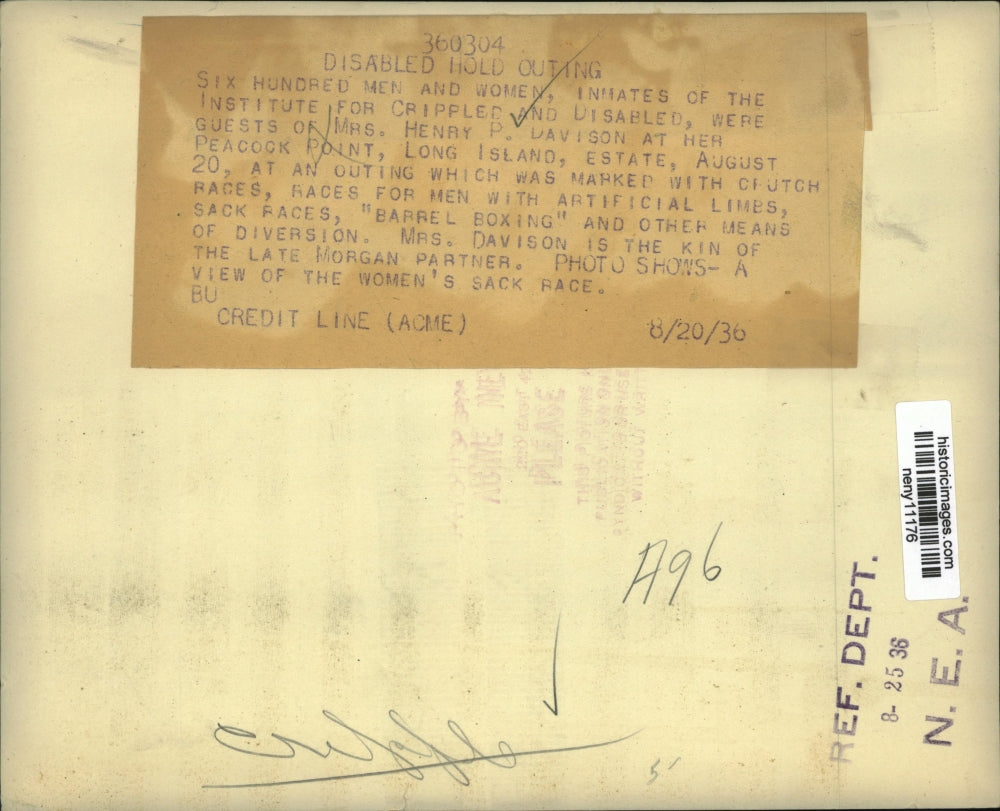 360304
DISABLED HOLD OUTING
SIX HUNDRED MEN AND WOMEN, INMATES OF THE
INSTITUTE FOR CRIPPLED AND DISABLED, WERE
GUESTS OF MRS. HENRY P. DAVISON AT HER
PEACOCK POINT, LONG ISLAND, ESTATE, AUGUST
20, AT AN OUTING WHICH WAS MARKED WITH CRUTCH
RACES, RACES FOR MEN WITH ARTIFICIAL LIMBS,
SACK RACES, "BARREL BOXING" AND OTHER MEANS
OF DIVERSION. MRS. DAVISON IS THE KIN OF
THE LATE MORGAN PARTNER. PHOTO SHOWS- A
VIEW OF THE WOMEN'S SACK RACE.
BU
CREDIT LINE (ACME) 8/20/36
ACME
PLEASE
WITHOUT
historicimages.com
neny11176
A96
REF. DEPT.
8- 25 36
N. E. A.
5'